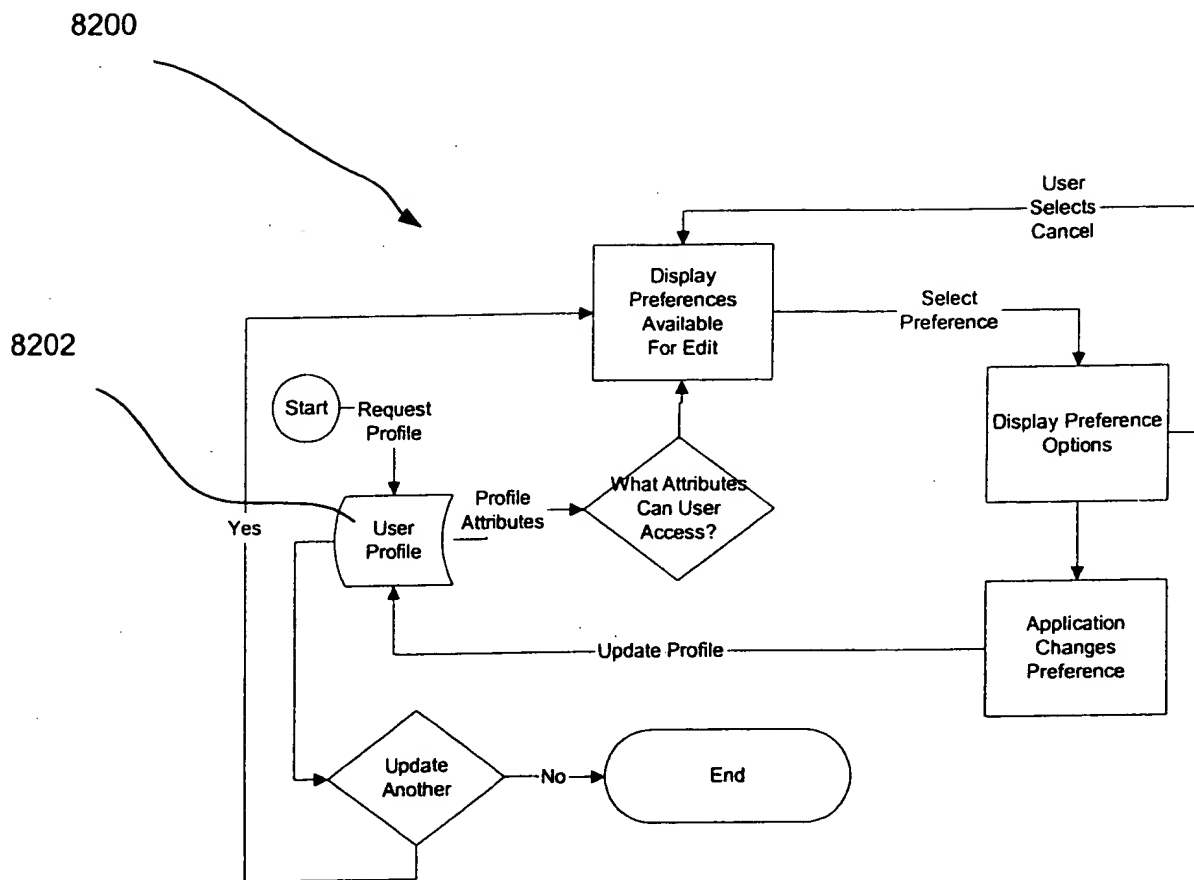 8200
User
Selects
Cancel
Display
Preferences
Available
For Edit
Select
Preference
8202
Start
Request
Profile
Display Preference
Options
What Attributes
Can User
Access?
Profile
Attributes
User
Profile
Yes
Application
Changes
Preference
Update Profile
Update
Another
No
End